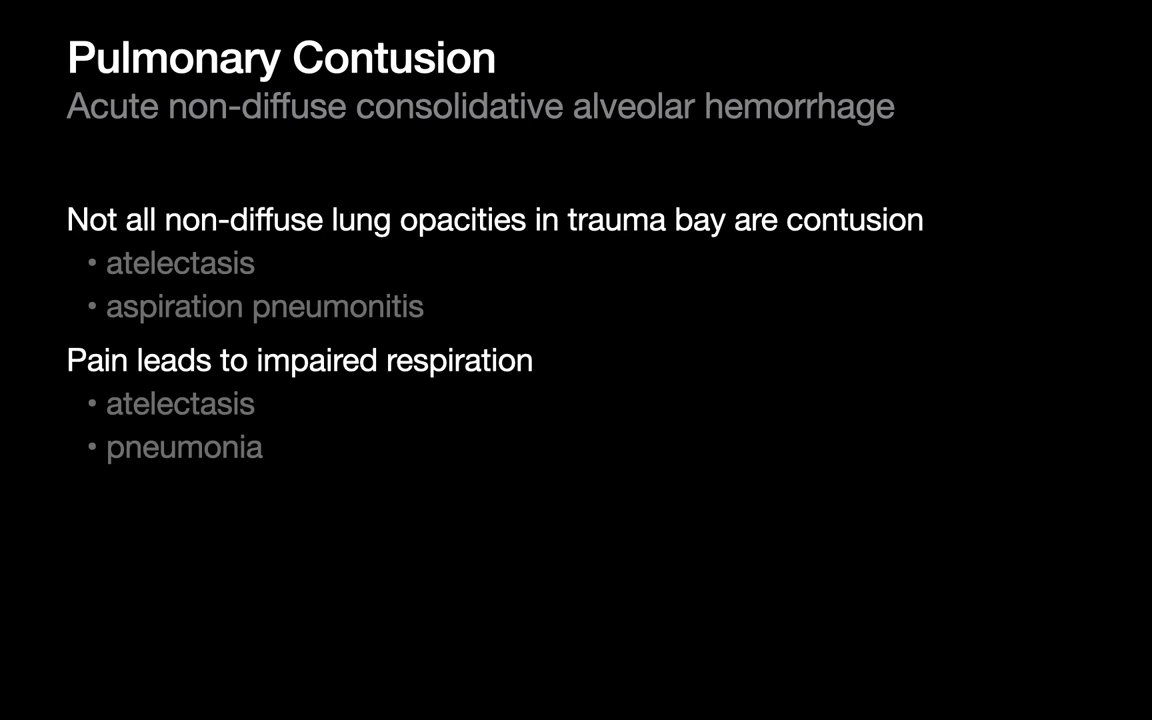 Pulmonary Contusion
Acute non-diffuse consolidative alveolar hemorrhage
Not all non-diffuse lung opacities in trauma bay are contusion
• atelectasis
• aspiration pneumonitis
Pain leads to impaired respiration
• atelectasis
• pneumonia